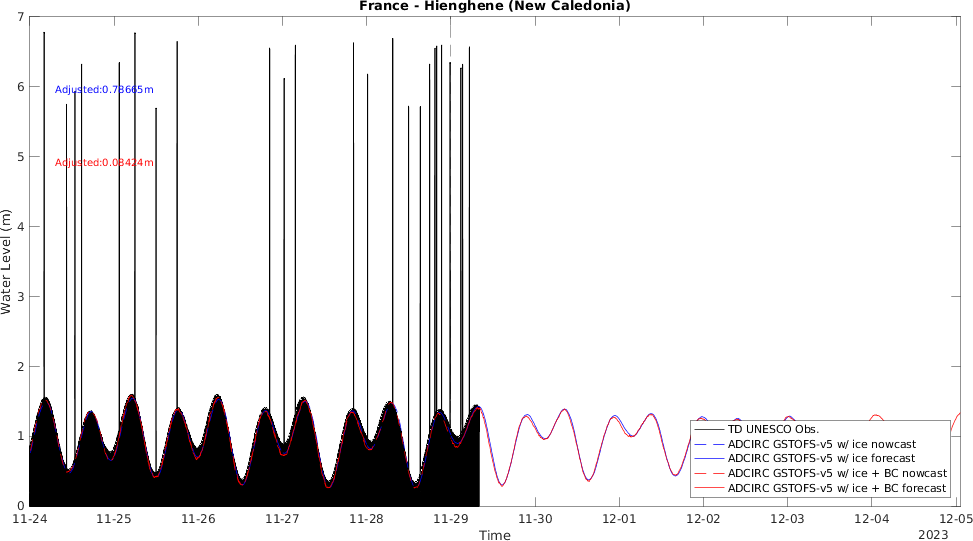 France - Hienghene (New Caledonia)
7
6
5
4
3
2
1
0
Water Level (m)
Adjusted:0.78665m
Adjusted:0.08424m
TD UNESCO Obs.
ADCIRC GSTOFS-v5 w/ ice nowcast
ADCIRC GSTOFS-v5 w/ ice forecast
ADCIRC GSTOFS-v5 w/ ice + BC nowcast
ADCIRC GSTOFS-v5 w/ ice + BC forecast
11-24 11-25 11-26 11-27 11-28 11-29 11-30 12-01 12-02 12-03 12-04 12-05
Time
2023